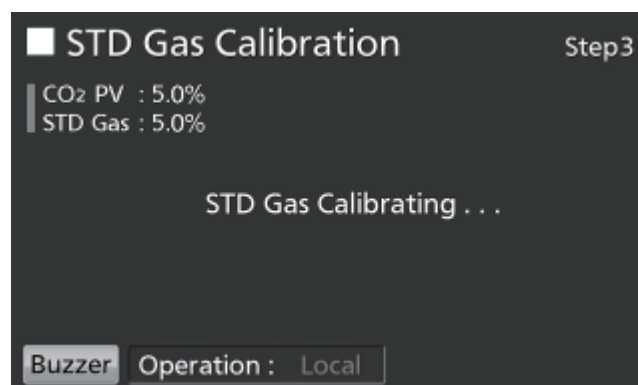 STD Gas Calibration Step3
CO₂ PV : 5.0%
STD Gas : 5.0%
STD Gas Calibrating . . .
Buzzer Operation : Local